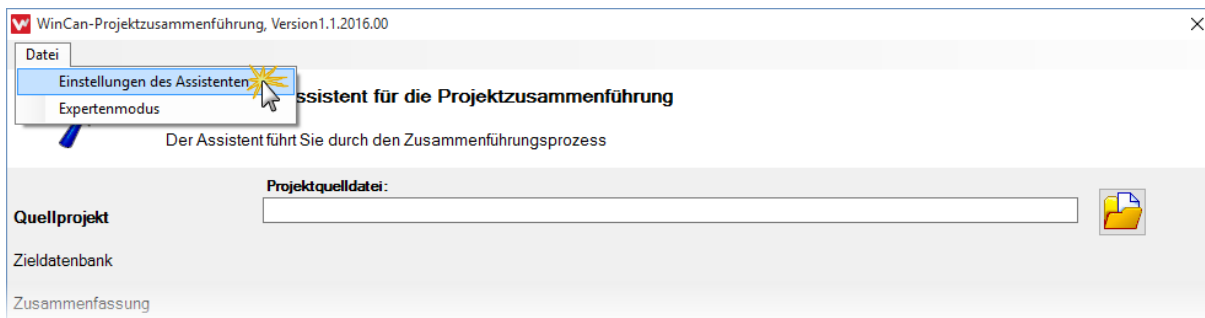 WinCan-Projektzusammenführung, Version1.1.2016.00
Datei
Einstellungen des Assistenten
Expertenmodus
ssistent für die Projektzusammenführung
Der Assistent führt Sie durch den Zusammenführungsprozess
Projektquelldatei:
Quellprojekt
Zieldatenbank
Zusammenfassung